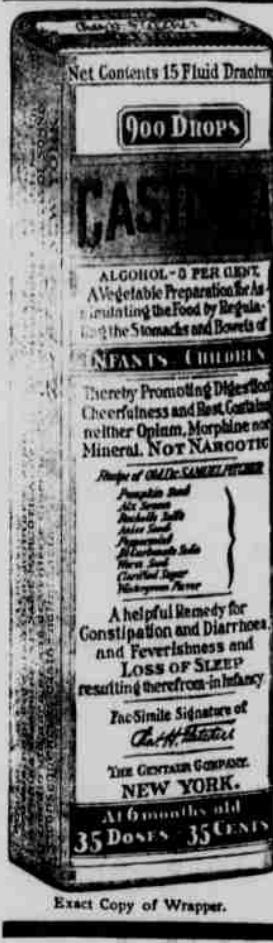 Net Contents 15 Fluid Drachms
900 DROPS
CASTORIA
ALCOHOL-3 PER CENT.
A Vegetable Preparation for As-
similating the Food by Regula-
ting the Stomachs and Bowels of
INFANTS CHILDREN
Thereby Promoting Digestion
Cheerfulness and Rest. Contains
neither Opium, Morphine nor
Mineral. NOT NARCOTIC
Recipe of Old Dr. SAMUEL PITCHER
Pumpkin Seed
Alx Senna
Rochelle Salts
Anise Seed
Peppermint
Bi Carbonate Soda
Worm Seed
Clarified Sugar
Wintergreen Flavor
A helpful Remedy for
Constipation and Diarrhoea.
and Feverishness and
LOSS OF SLEEP
resulting therefrom-in Infancy.
Fac-Simile Signature of
Chas. H. Fletcher
THE CENTAUR COMPANY.
NEW YORK.
At 6 months old
35 DOSES - 35 CENTS
Exact Copy of Wrapper.